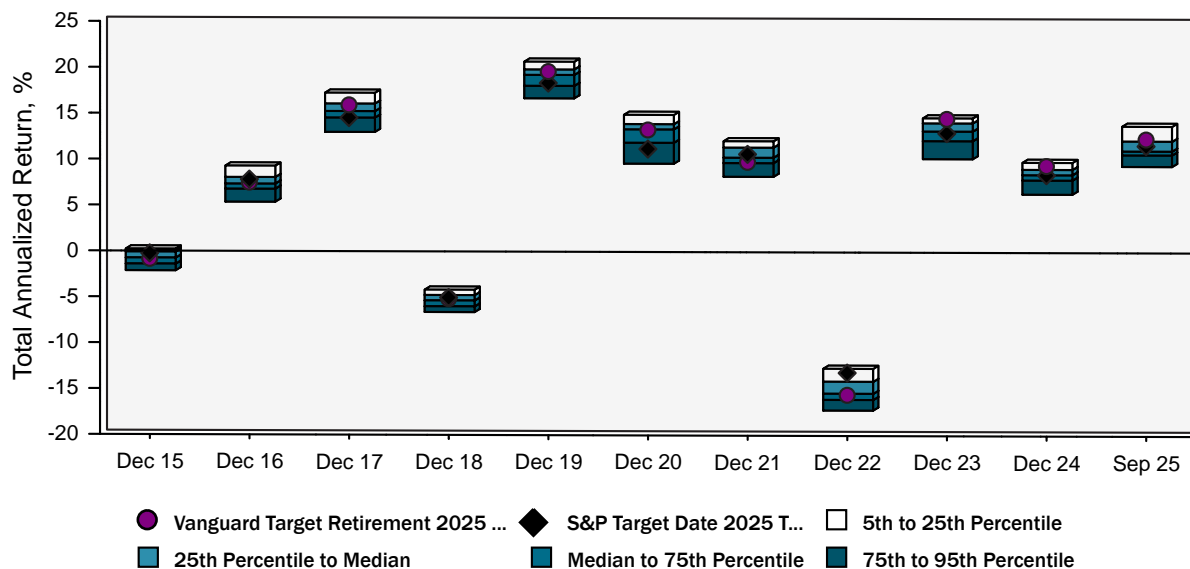 Total Annualized Return, %
25
20
15
10
5
0
-5
-10
-15
-20
Dec 15 Dec 16 Dec 17 Dec 18 Dec 19 Dec 20 Dec 21 Dec 22 Dec 23 Dec 24 Sep 25
Vanguard Target Retirement 2025 ... S&P Target Date 2025 T... 5th to 25th Percentile
25th Percentile to Median Median to 75th Percentile 75th to 95th Percentile